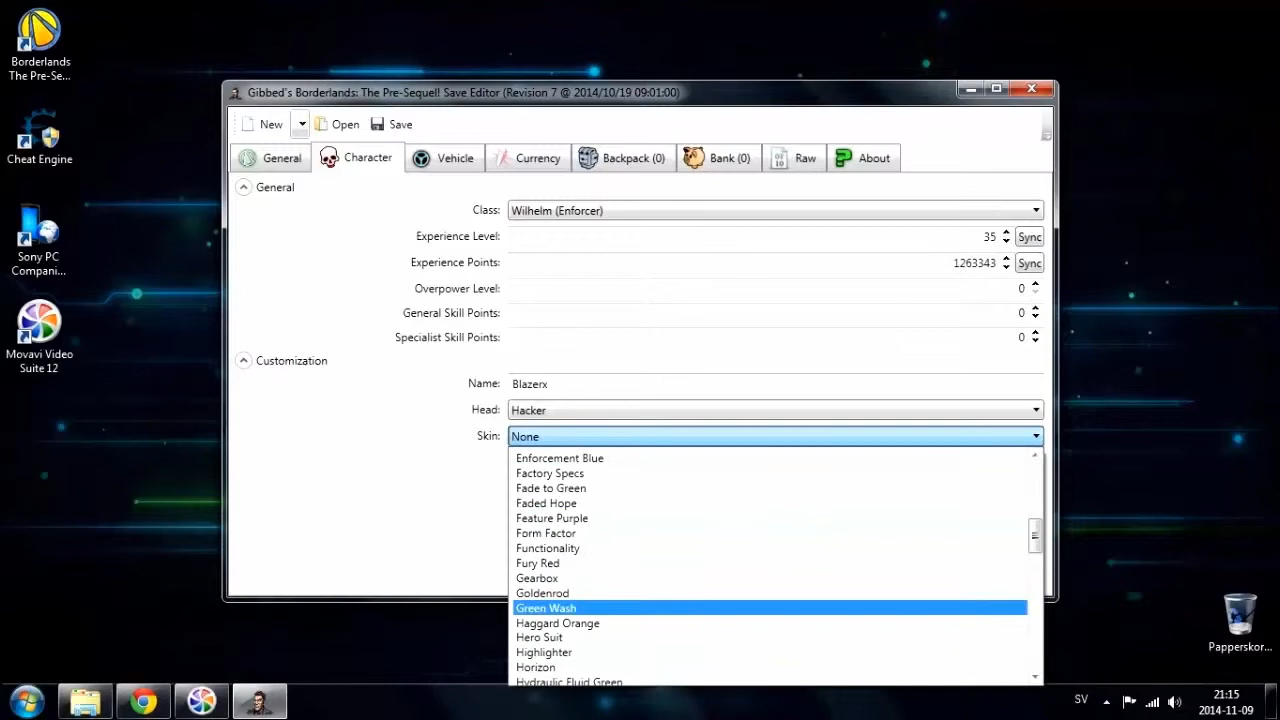 Borderlands
The Pre-Se...
Cheat Engine
Sony PC
Compani...
Movavi Video
Suite 12
Gibbed's Borderlands: The Pre-Sequel! Save Editor (Revision 7 @ 2014/10/19 09:01:00)
New Open Save
General Character Vehicle Currency Backpack (0) Bank (0) Raw About
General
Class: Wilhelm (Enforcer)
Experience Level: 35 Sync
Experience Points: 1263343 Sync
Overpower Level: 0
General Skill Points: 0
Specialist Skill Points: 0
Customization
Name: Blazerx
Head: Hacker
Skin: None
Enforcement Blue
Factory Specs
Fade to Green
Faded Hope
Feature Purple
Form Factor
Functionality
Fury Red
Gearbox
Goldenrod
Green Wash
Haggard Orange
Hero Suit
Highlighter
Horizon
Hydraulic Fluid Green
Papperskor...
SV
21:15
2014-11-09